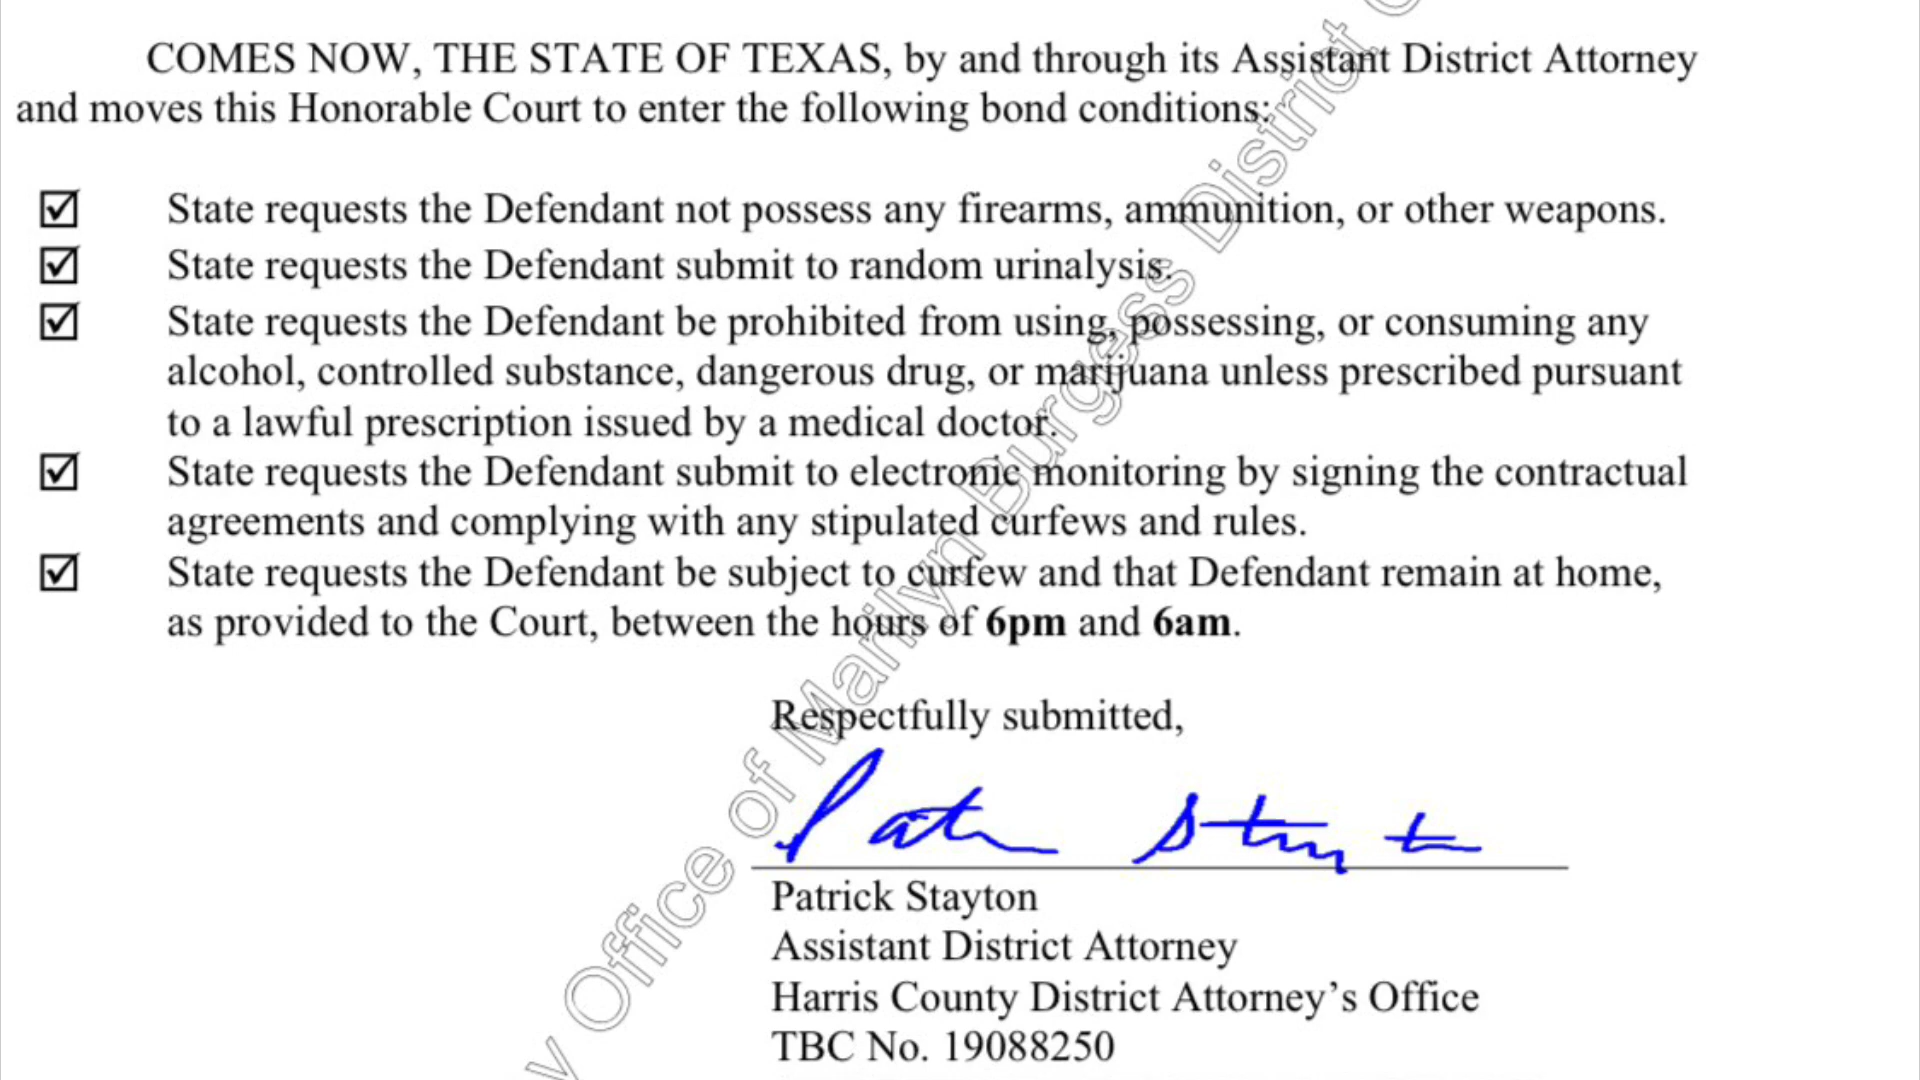 COMES NOW, THE STATE OF TEXAS, by and through its Assistant District Attorney
and moves this Honorable Court to enter the following bond conditions:
☑ State requests the Defendant not possess any firearms, ammunition, or other weapons.
☑ State requests the Defendant submit to random urinalysis.
☑ State requests the Defendant be prohibited from using, possessing, or consuming any
alcohol, controlled substance, dangerous drug, or marijuana unless prescribed pursuant
to a lawful prescription issued by a medical doctor.
☑ State requests the Defendant submit to electronic monitoring by signing the contractual
agreements and complying with any stipulated curfews and rules.
☑ State requests the Defendant be subject to curfew and that Defendant remain at home,
as provided to the Court, between the hours of 6pm and 6am.
Respectfully submitted,
Patrick Stayton
Assistant District Attorney
Harris County District Attorney’s Office
TBC No. 19088250
Office of Marilyn Burgess District